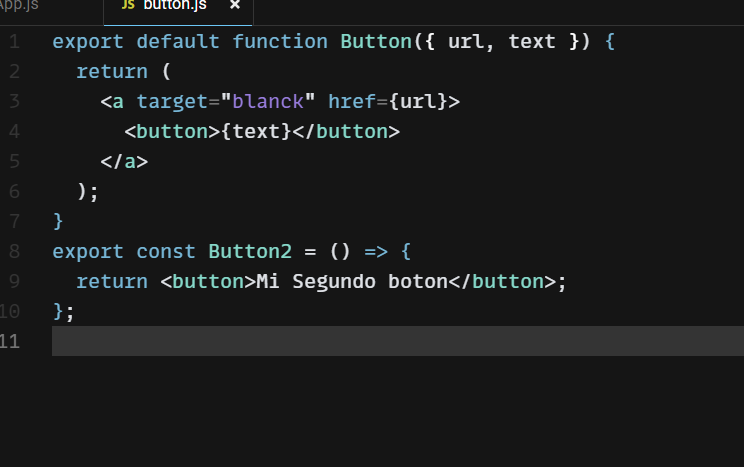 App.js JS button.js ×
1 export default function Button({ url, text }) {
2 return (
3 <a target="blanck" href={url}>
4 <button>{text}</button>
5 </a>
6 );
7 }
8 export const Button2 = () => {
9 return <button>Mi Segundo boton</button>;
10 };
11